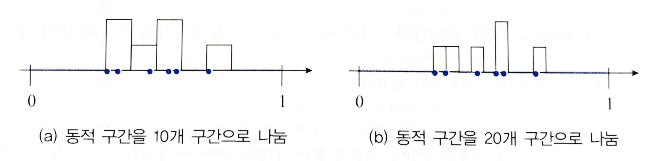 0 1
0 1
(a) 동적 구간을 10개 구간으로 나눔
(b) 동적 구간을 20개 구간으로 나눔